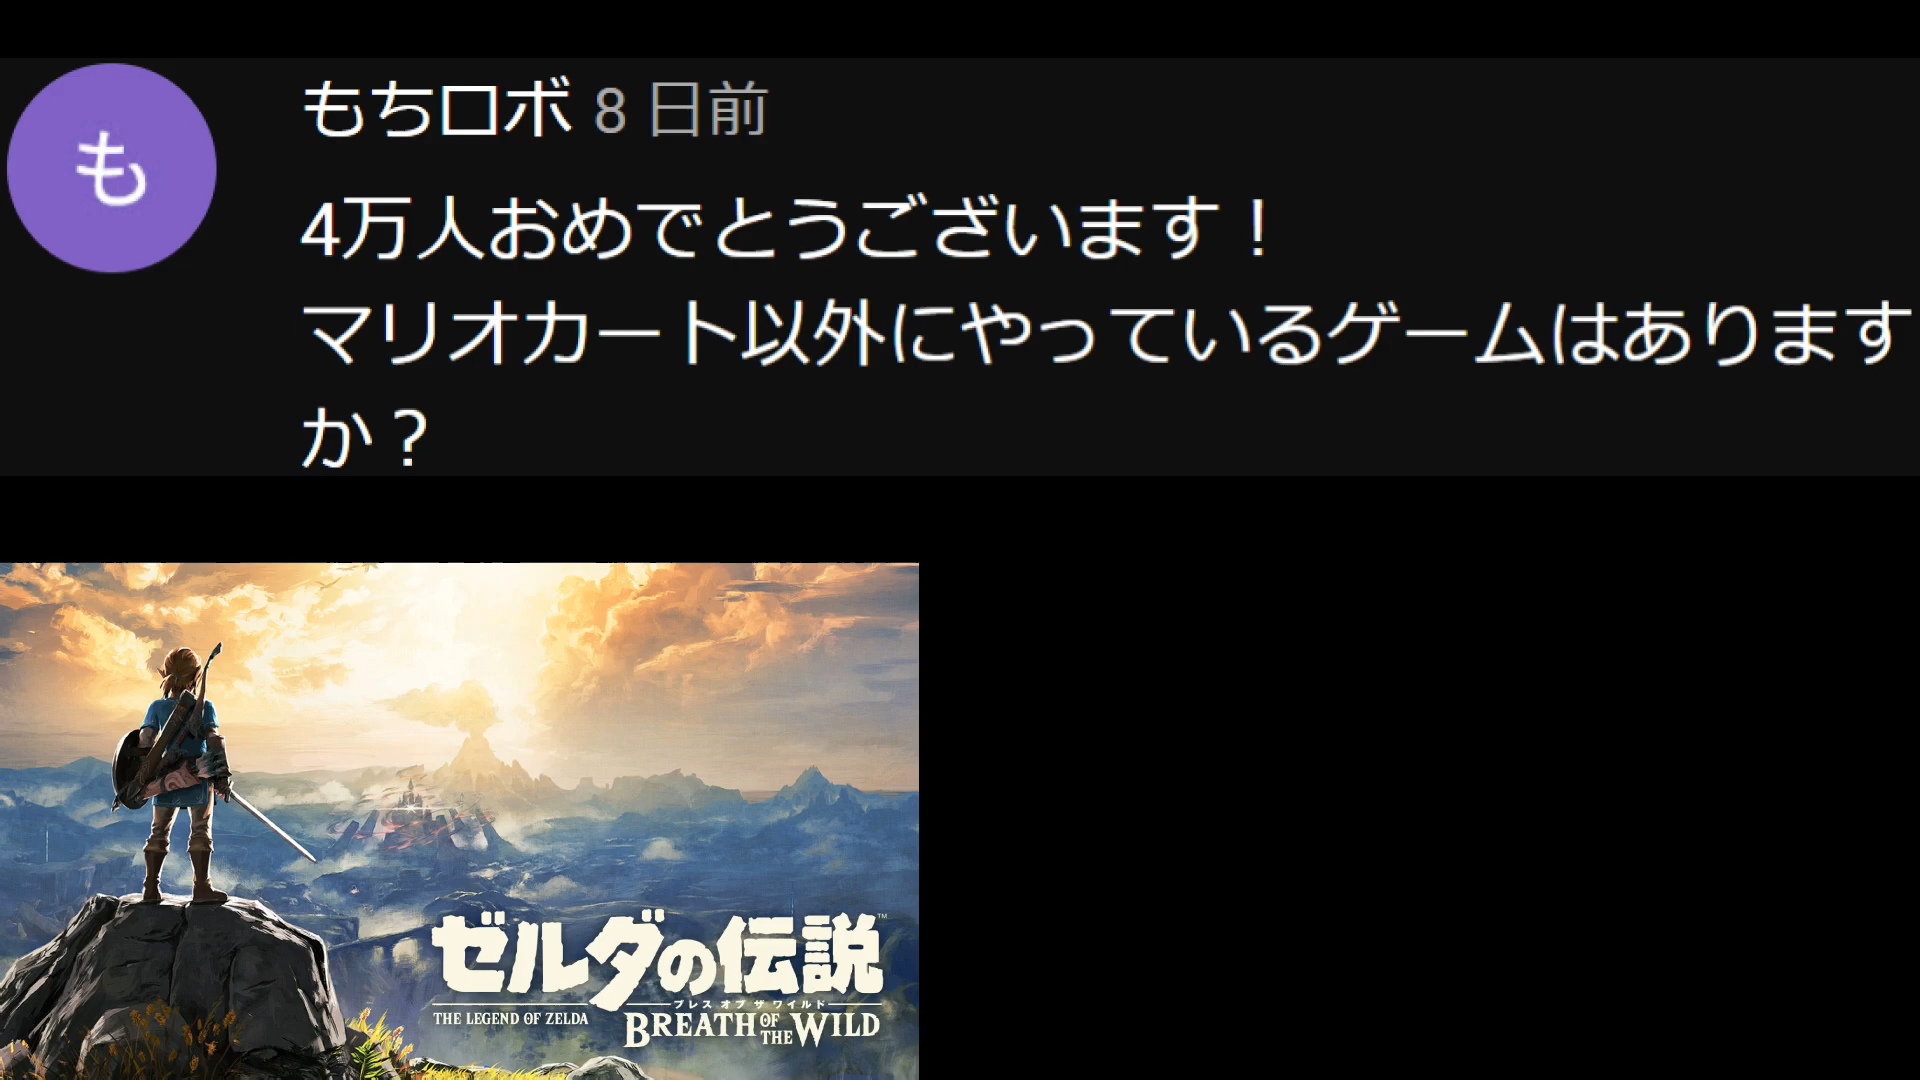 も
もちロボ 8 日前
4万人おめでとうございます！
マリオカート以外にやっているゲームはあります
か？
ゼルダの伝説™
ブレス オブ ザ ワイルド
THE LEGEND OF ZELDA
BREATH OF THE WILD